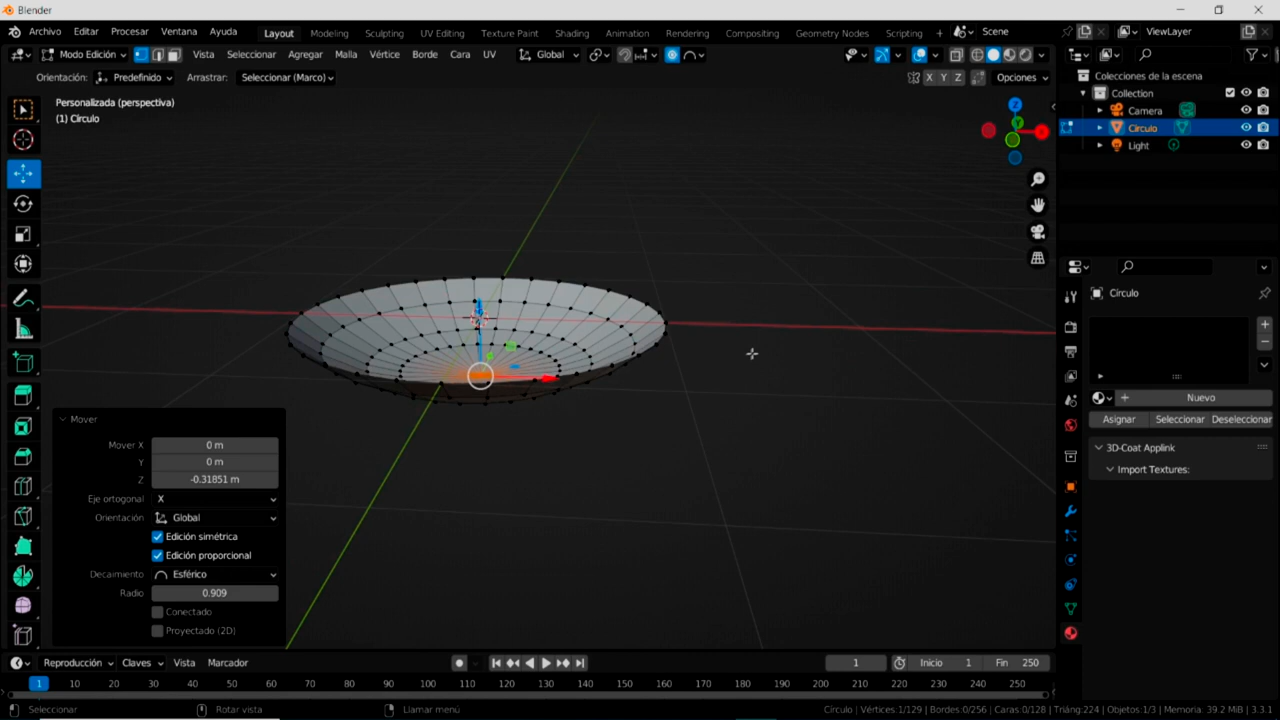 Blender
Archivo Editar Procesar Ventana Ayuda Layout Modeling Sculpting UV Editing Texture Paint Shading Animation Rendering Compositing Geometry Nodes Scripting + Scene ViewLayer
Modo Edición Vista Seleccionar Agregar Malla Vértice Borde Cara UV Global
Orientación: Predefinido Arrastrar: Seleccionar (Marco) X Y Z Opciones
Personalizada (perspectiva)
(1) Círculo
Z
Y
X
Colecciones de la escena
Collection
Camera
Círculo
Light
Círculo
Nuevo
Asignar Seleccionar Deseleccionar
3D-Coat Applink
Import Textures:
Mover
Mover X 0 m
Y 0 m
Z -0.31851 m
Eje ortogonal X
Orientación Global
Edición simétrica
Edición proporcional
Decaimiento Esférico
Radio 0.909
Conectado
Proyectado (2D)
Reproducción Claves Vista Marcador 1 Inicio 1 Fin 250
1 10 20 30 40 50 60 70 80 90 100 110 120 130 140 150 160 170 180 190 200 210 220 230 240 250
Seleccionar Rotar vista Llamar menú Círculo | Vértices:1/129 | Bordes:0/256 | Caras:0/128 | Triáng:224 | Objetos:1/3 | Memoria: 39.2 MiB | 3.3.1